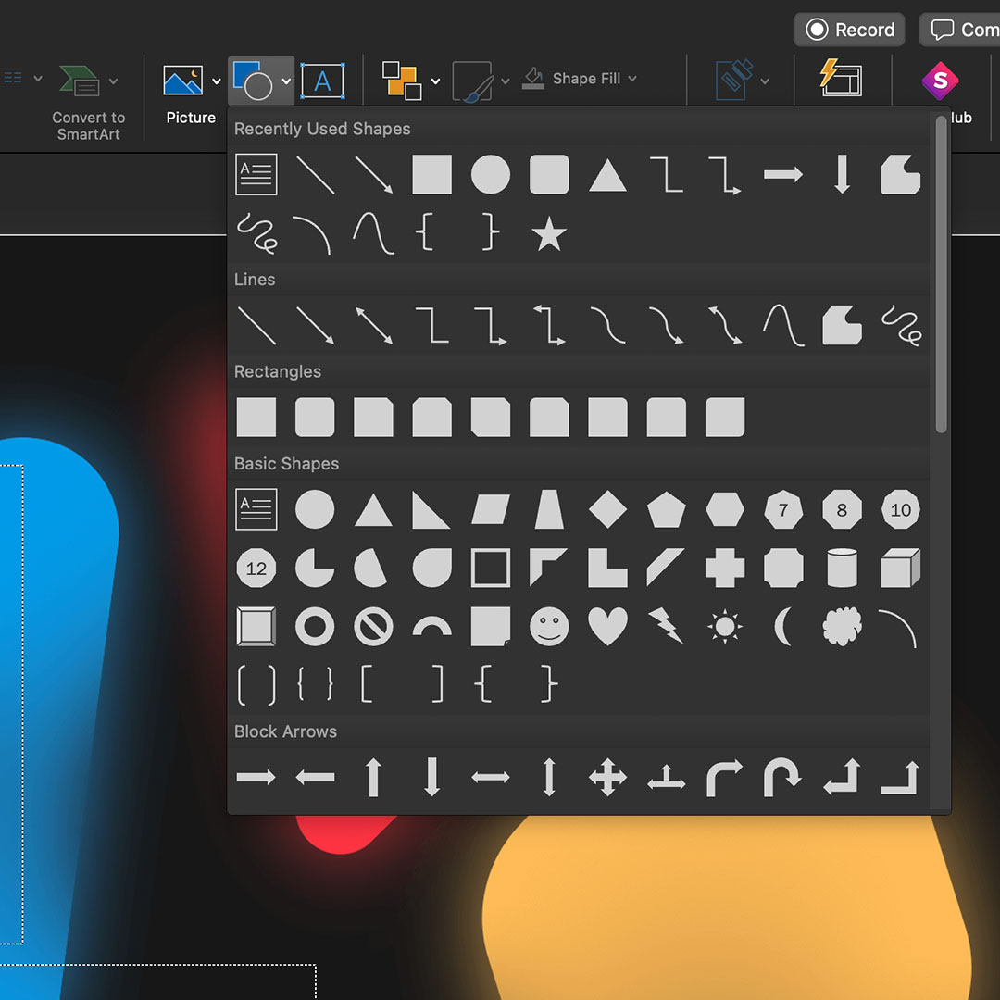 Record
Com
Convert to
SmartArt
Picture
A
Shape Fill
S
lub
Recently Used Shapes
A
Lines
Rectangles
Basic Shapes
A
7
8
10
12
Block Arrows